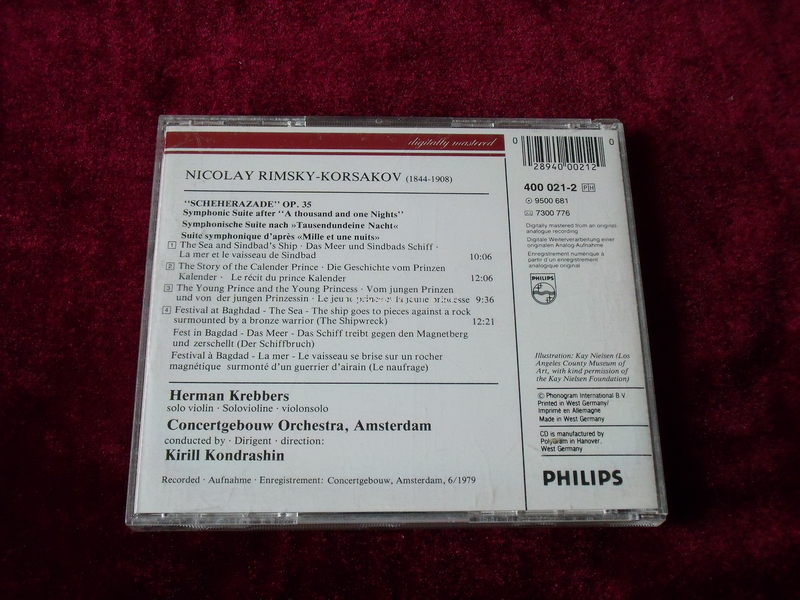 digitally mastered
NICOLAY RIMSKY-KORSAKOV (1844-1908)
"SCHEHERAZADE" OP. 35
Symphonic Suite after "A thousand and one Nights"
Symphonische Suite nach »Tausendundeine Nacht«
Suite symphonique d'après «Mille et une nuits»
1 The Sea and Sindbad's Ship · Das Meer und Sindbads Schiff ·
La mer et le vaisseau de Sindbad 10:06
2 The Story of the Calender Prince · Die Geschichte vom Prinzen
Kalender · Le récit du prince Kalender 12:06
3 The Young Prince and the Young Princess · Vom jungen Prinzen
und von der jungen Prinzessin · Le jeune prince et la jeune princesse 9:36
4 Festival at Baghdad - The Sea - The ship goes to pieces against a rock
surmounted by a bronze warrior (The Shipwreck) 12:21
Fest in Bagdad - Das Meer - Das Schiff treibt gegen den Magnetberg
und zerschellt (Der Schiffbruch)
Festival à Bagdad - La mer - Le vaisseau se brise sur un rocher
magnétique surmonté d'un guerrier d'airain (Le naufrage)
Herman Krebbers
solo violin · Solovioline · violonsolo
Concertgebouw Orchestra, Amsterdam
conducted by · Dirigent · direction:
Kirill Kondrashin
Recorded · Aufnahme · Enregistrement: Concertgebouw, Amsterdam, 6/1979
0 28940 00212 0
400 021-2 PH
℗ 9500 681
7300 776
Digitally mastered from an original
analogue recording
Digitale Weiterverarbeitung einer
originalen Analog-Aufnahme
Enregistrement numérique à
partir d'un enregistrement
analogique original
PHILIPS
Illustration: Kay Nielsen (Los
Angeles County Museum of
Art, with kind permission of
the Kay Nielsen Foundation)
© Phonogram International B.V.
Printed in West Germany/
Imprimé en Allemagne
Made in West Germany
CD is manufactured by
PolyGram in Hanover,
West Germany
PHILIPS